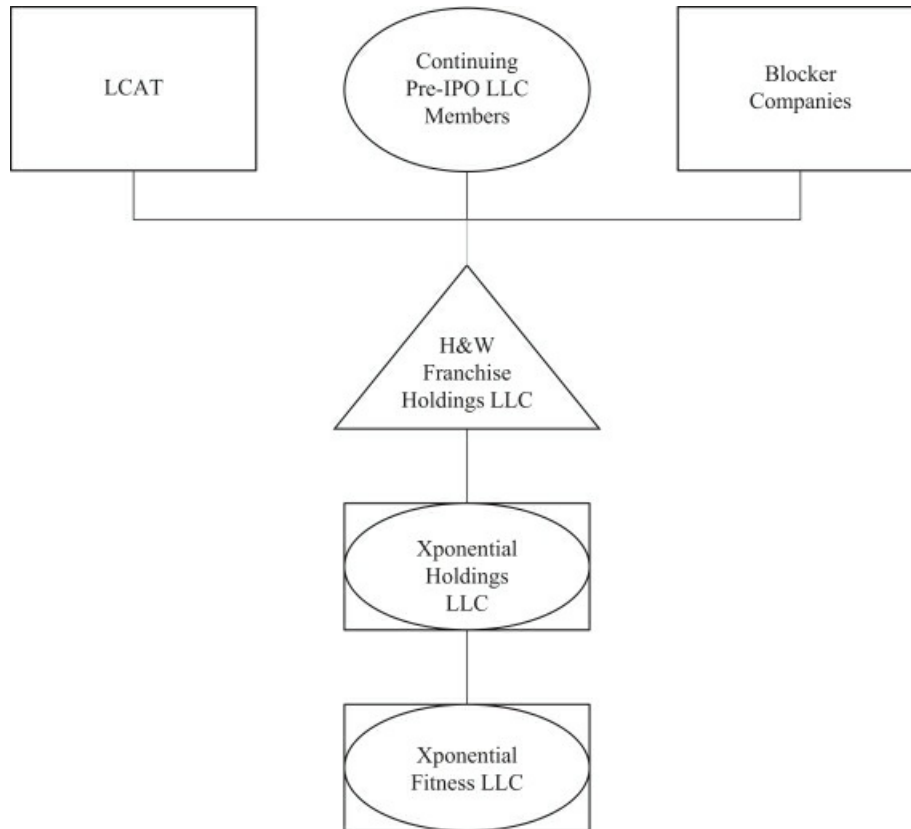 LCAT
Continuing
Pre-IPO LLC
Members
Blocker
Companies
H&W
Franchise
Holdings LLC
Xponential
Holdings
LLC
Xponential
Fitness LLC